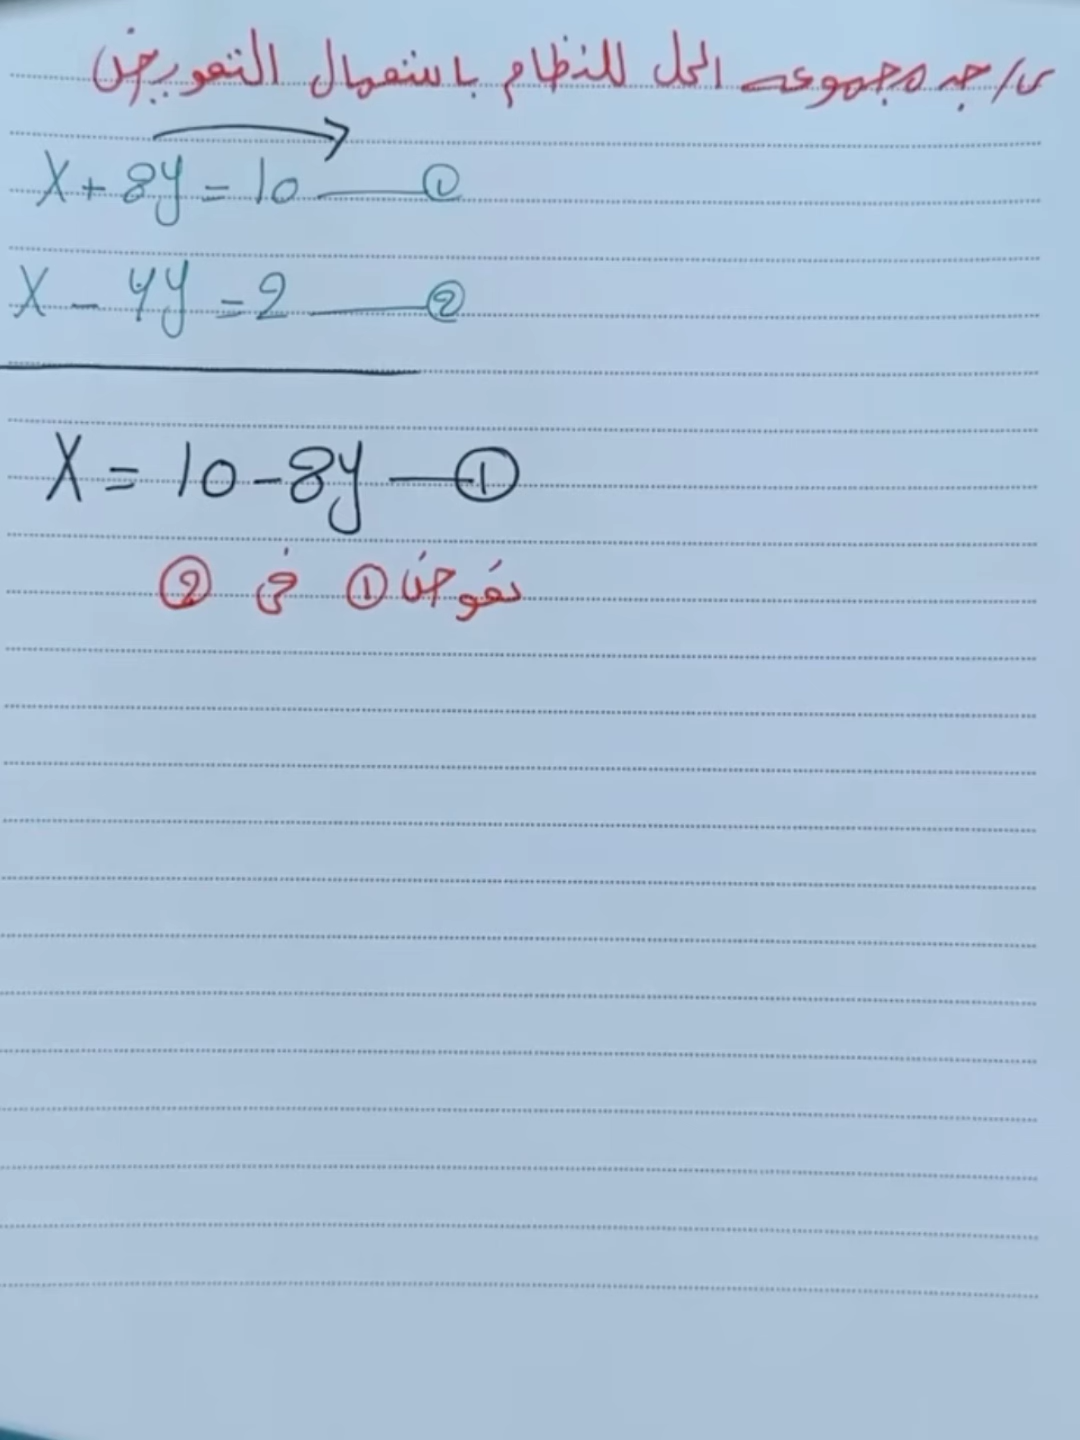 س/ جد مجموعة الحل للنظام باستعمال التعويض
X + 8y = 10 —— ①
X - 4y = 2 —— ②
X = 10 - 8y — ①
نعوض ① في ②